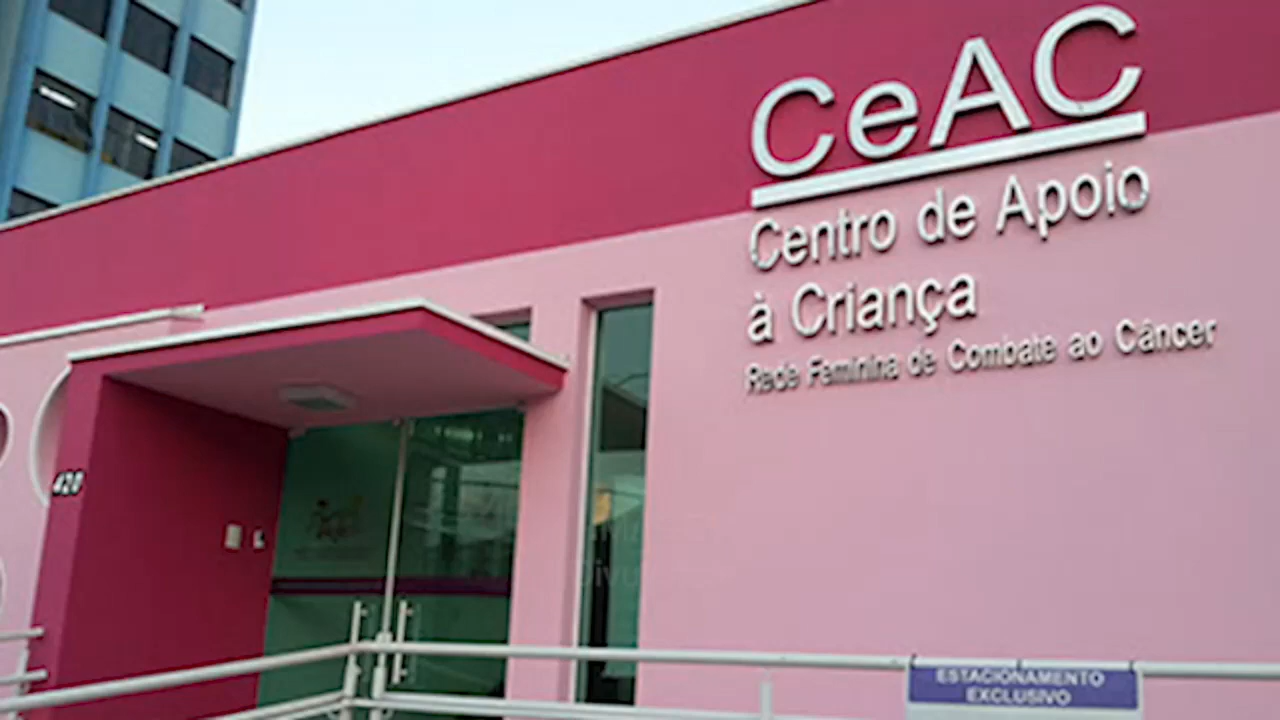 CeAC
Centro de Apoio
à Criança
Rede Feminina de Combate ao Câncer
420
ESTACIONAMENTO
EXCLUSIVO